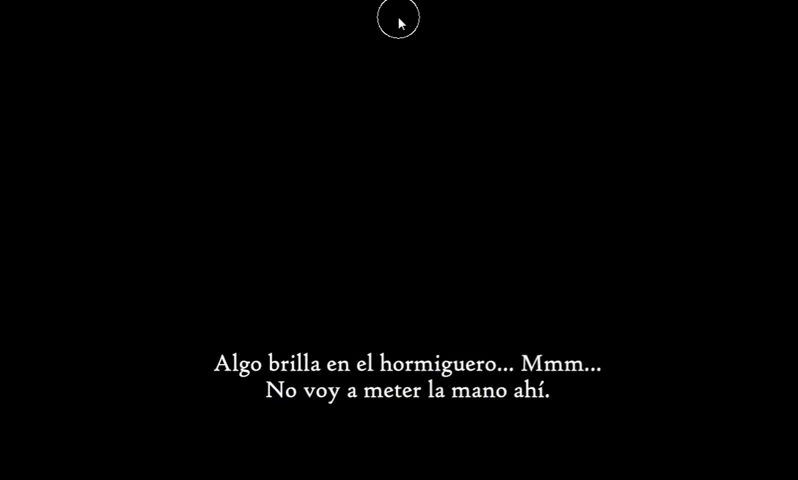 Algo brilla en el hormiguero... Mmm...
No voy a meter la mano ahí.